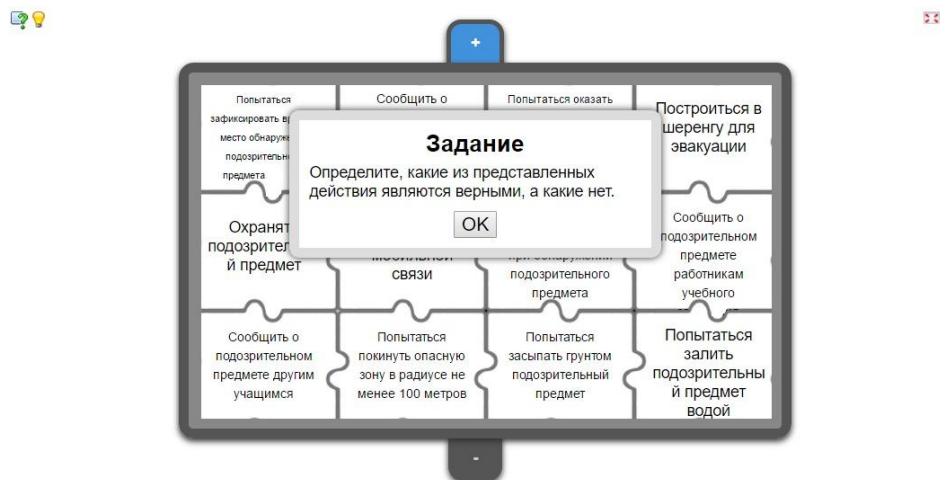 +
Попытаться
зафиксировать
место
подозрительн
предмета
Сообщить о
Попытаться оказать
Построиться в
шеренгу для
эвакуации
Задание
Определите, какие из представленных
действия являются верными, а какие нет.
OK
Охранят
подозрител
й предмет
мобильной
связи
при обнаружении
подозрительного
предмета
Сообщить о
подозрительном
предмете
работникам
учебного
Сообщить о
подозрительном
предмете другим
учащимся
Попытаться
покинуть опасную
зону в радиусе не
менее 100 метров
Попытаться
засыпать грунтом
подозрительный
предмет
Попытаться
залить
подозрительны
й предмет
водой
-